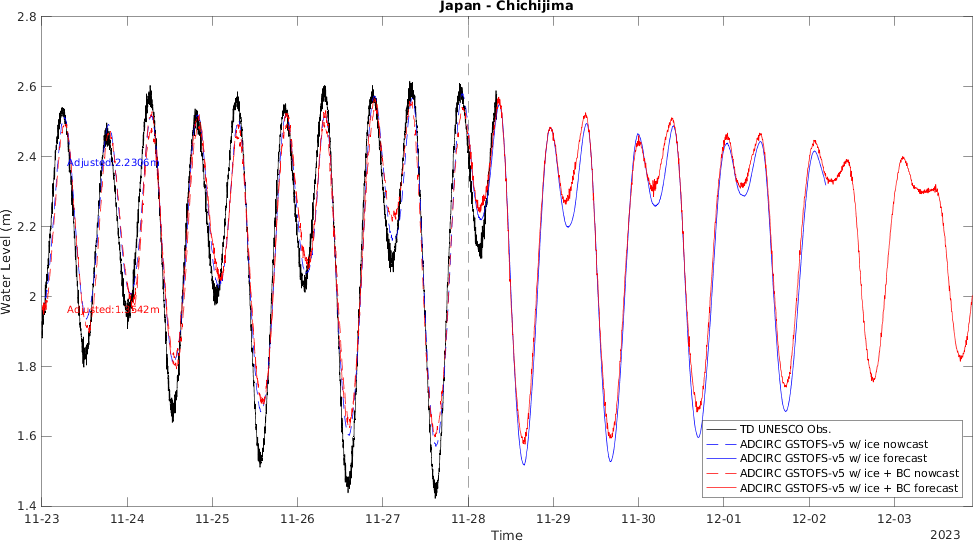 Japan - Chichijima
2.8
2.6
2.4
2.2
2
1.8
1.6
1.4
Water Level (m)
Adjusted:2.2306m
TD UNESCO Obs.
ADCIRC GSTOFS-v5 w/ ice nowcast
ADCIRC GSTOFS-v5 w/ ice forecast
ADCIRC GSTOFS-v5 w/ ice + BC nowcast
ADCIRC GSTOFS-v5 w/ ice + BC forecast
11-23 11-24 11-25 11-26 11-27 11-28 11-29 11-30 12-01 12-02 12-03
Time
2023